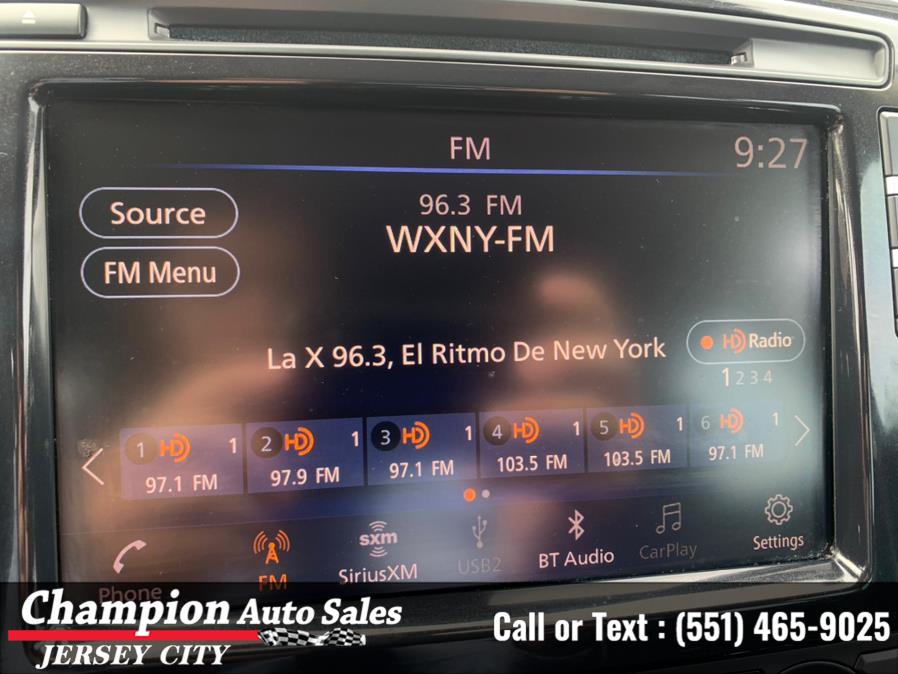 FM
9:27
Source
96.3 FM
WXNY-FM
FM Menu
La X 96.3, El Ritmo De New York
HD Radio
1 2 3 4
1 HD 1
97.1 FM
2 HD 1
97.9 FM
3 HD 1
97.1 FM
4 HD 1
103.5 FM
5 HD 1
103.5 FM
6 HD 1
97.1 FM
Phone
FM
sxm
SiriusXM
USB2
BT Audio
CarPlay
Settings
Champion Auto Sales
JERSEY CITY
Call or Text : (551) 465-9025